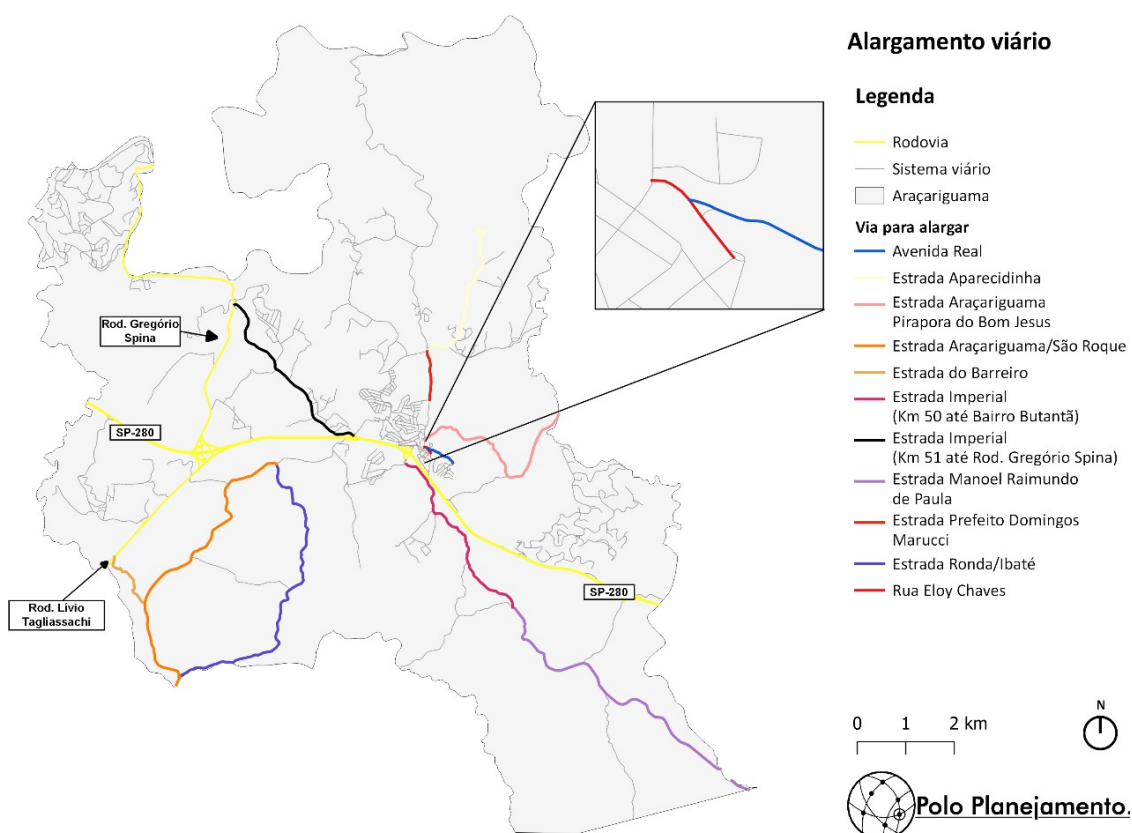 Alargamento viário
Legenda
Rodovia
Sistema viário
Araçariguama
Via para alargar
Avenida Real
Estrada Aparecidinha
Estrada Araçariguama
Pirapora do Bom Jesus
Estrada Araçariguama/São Roque
Estrada do Barreiro
Estrada Imperial
(Km 50 até Bairro Butantã)
Estrada Imperial
(Km 51 até Rod. Gregório Spina)
Estrada Manoel Raimundo
de Paula
Estrada Prefeito Domingos
Marucci
Estrada Ronda/Ibaté
Rua Eloy Chaves
Rod. Gregório
Spina
SP-280
Rod. Lívio
Tagliassachi
SP-280
0 1 2 km
N
Polo Planejamento.